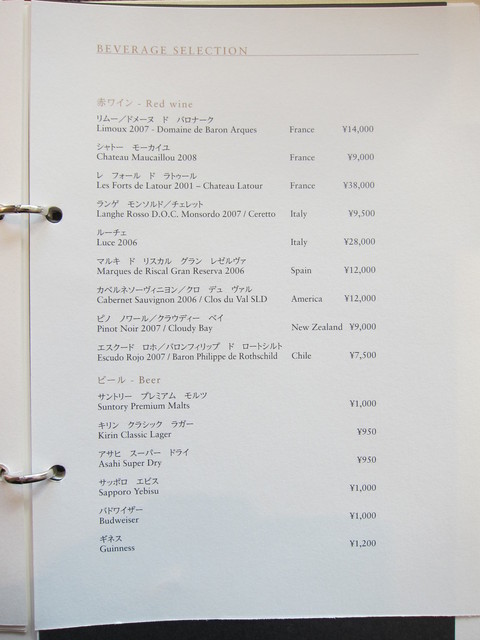 BEVERAGE SELECTION
赤ワイン - Red wine
リムー／ドメーヌ　ド　バロナーク
Limoux 2007 - Domaine de Baron Arques France ¥14,000
シャトー　モーカイユ
Chateau Maucaillou 2008 France ¥9,000
レ　フォール　ド　ラトゥール
Les Forts de Latour 2001 – Chateau Latour France ¥38,000
ランゲ　モンソルド／チェレット
Langhe Rosso D.O.C. Monsordo 2007 / Ceretto Italy ¥9,500
ルーチェ
Luce 2006 Italy ¥28,000
マルキ　ド　リスカル　グラン　レゼルヴァ
Marques de Riscal Gran Reserva 2006 Spain ¥12,000
カベルネソーヴィニヨン／クロ　デュ　ヴァル
Cabernet Sauvignon 2006 / Clos du Val SLD America ¥12,000
ピノ　ノワール／クラウディー　ベイ
Pinot Noir 2007 / Cloudy Bay New Zealand ¥9,000
エスクード　ロホ／バロンフィリップ　ド　ロートシルト
Escudo Rojo 2007 / Baron Philippe de Rothschild Chile ¥7,500
ビール - Beer
サントリー　プレミアム　モルツ
Suntory Premium Malts ¥1,000
キリン　クラシック　ラガー
Kirin Classic Lager ¥950
アサヒ　スーパー　ドライ
Asahi Super Dry ¥950
サッポロ　エビス
Sapporo Yebisu ¥1,000
バドワイザー
Budweiser ¥1,000
ギネス
Guinness ¥1,200